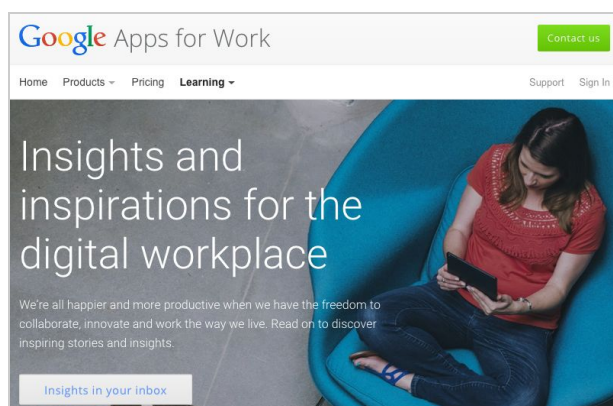 Google Apps for Work
Contact us
Home Products Pricing Learning
Support Sign In
Insights and
inspirations for the
digital workplace
We're all happier and more productive when we have the freedom to
collaborate, innovate and work the way we live. Read on to discover
inspiring stories and insights.
Insights in your inbox